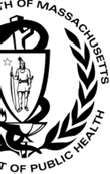 TH OF MASSACHUSETTS
T OF PUBLIC HEALTH